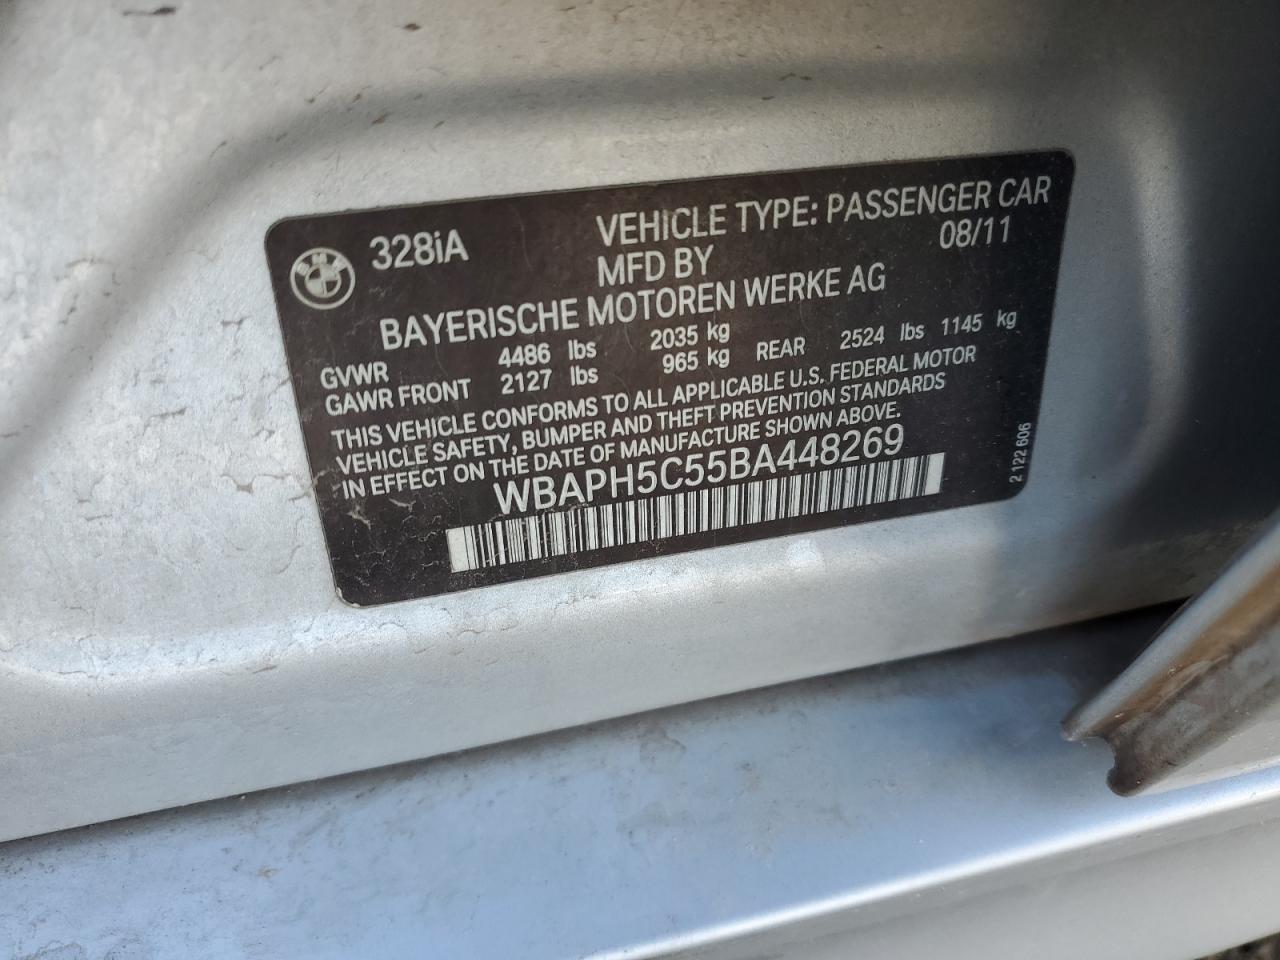 BMW
328iA
VEHICLE TYPE: PASSENGER CAR
MFD BY 08/11
BAYERISCHE MOTOREN WERKE AG
GVWR 4486 lbs 2035 kg
GAWR FRONT 2127 lbs 965 kg REAR 2524 lbs 1145 kg
THIS VEHICLE CONFORMS TO ALL APPLICABLE U.S. FEDERAL MOTOR
VEHICLE SAFETY, BUMPER AND THEFT PREVENTION STANDARDS
IN EFFECT ON THE DATE OF MANUFACTURE SHOWN ABOVE.
WBAPH5C55BA448269
2 122 606